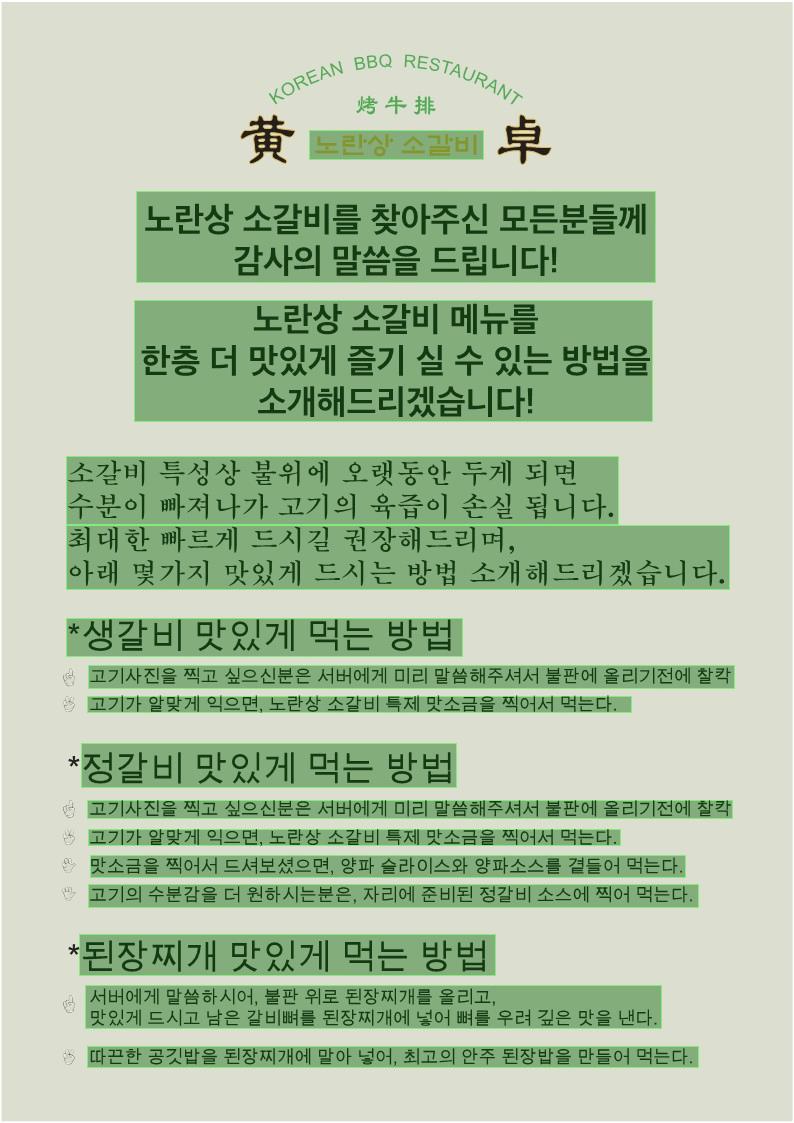 KOREAN BBQ RESTAURANT
烤牛排
黄 노란상 소갈비 卓
노란상 소갈비를 찾아주신 모든분들께
감사의 말씀을 드립니다!
노란상 소갈비 메뉴를
한층 더 맛있게 즐기 실 수 있는 방법을
소개해드리겠습니다!
소갈비 특성상 불위에 오랫동안 두게 되면
수분이 빠져나가 고기의 육즙이 손실 됩니다.
최대한 빠르게 드시길 권장해드리며,
아래 몇가지 맛있게 드시는 방법 소개해드리겠습니다.
*생갈비 맛있게 먹는 방법
고기사진을 찍고 싶으신분은 서버에게 미리 말씀해주셔서 불판에 올리기전에 찰칵
고기가 알맞게 익으면, 노란상 소갈비 특제 맛소금을 찍어서 먹는다.
*정갈비 맛있게 먹는 방법
고기사진을 찍고 싶으신분은 서버에게 미리 말씀해주셔서 불판에 올리기전에 찰칵
고기가 알맞게 익으면, 노란상 소갈비 특제 맛소금을 찍어서 먹는다.
맛소금을 찍어서 드셔보셨으면, 양파 슬라이스와 양파소스를 곁들어 먹는다.
고기의 수분감을 더 원하시는분은, 자리에 준비된 정갈비 소스에 찍어 먹는다.
*된장찌개 맛있게 먹는 방법
서버에게 말씀하시어, 불판 위로 된장찌개를 올리고,
맛있게 드시고 남은 갈비뼈를 된장찌개에 넣어 뼈를 우려 깊은 맛을 낸다.
따끈한 공깃밥을 된장찌개에 말아 넣어, 최고의 안주 된장밥을 만들어 먹는다.